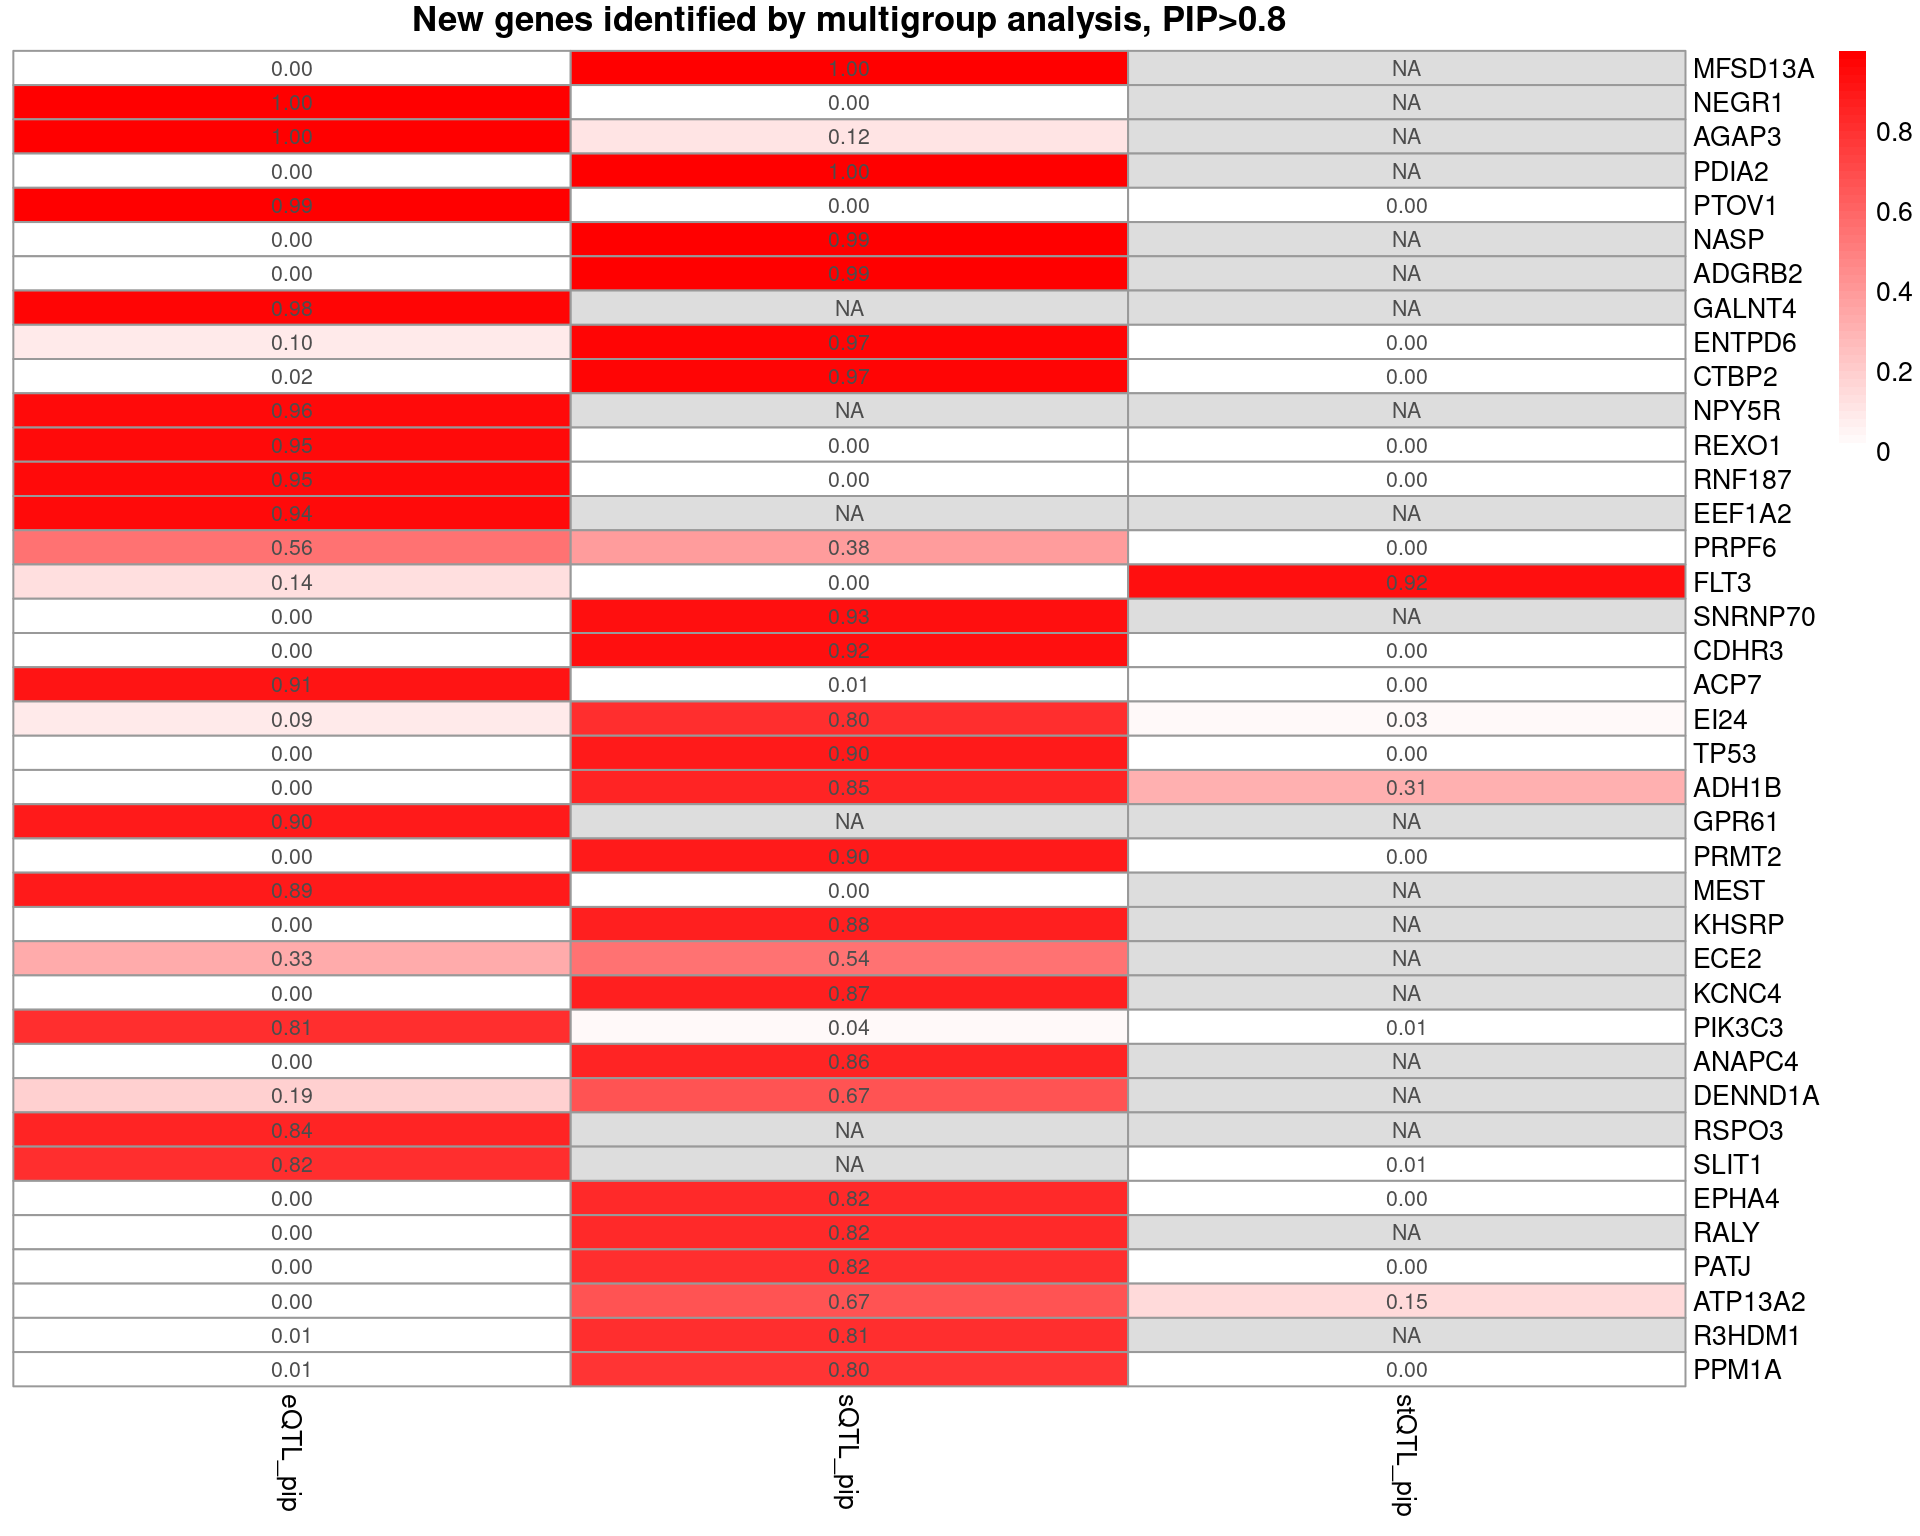 New genes identified by multigroup analysis, PIP>0.8
0.00 1.00 NA MFSD13A
1.00 0.00 NA NEGR1
1.00 0.12 NA AGAP3
0.00 1.00 NA PDIA2
0.99 0.00 0.00 PTOV1
0.00 0.99 NA NASP
0.00 0.99 NA ADGRB2
0.98 NA NA GALNT4
0.10 0.97 0.00 ENTPD6
0.02 0.97 0.00 CTBP2
0.96 NA NA NPY5R
0.95 0.00 0.00 REXO1
0.95 0.00 0.00 RNF187
0.94 NA NA EEF1A2
0.56 0.38 0.00 PRPF6
0.14 0.00 0.92 FLT3
0.00 0.93 NA SNRNP70
0.00 0.92 0.00 CDHR3
0.91 0.01 0.00 ACP7
0.09 0.80 0.03 EI24
0.00 0.90 0.00 TP53
0.00 0.85 0.31 ADH1B
0.90 NA NA GPR61
0.00 0.90 0.00 PRMT2
0.89 0.00 NA MEST
0.00 0.88 NA KHSRP
0.33 0.54 NA ECE2
0.00 0.87 NA KCNC4
0.81 0.04 0.01 PIK3C3
0.00 0.86 NA ANAPC4
0.19 0.67 NA DENND1A
0.84 NA NA RSPO3
0.82 NA 0.01 SLIT1
0.00 0.82 0.00 EPHA4
0.00 0.82 NA RALY
0.00 0.82 0.00 PATJ
0.00 0.67 0.15 ATP13A2
0.01 0.81 NA R3HDM1
0.01 0.80 0.00 PPM1A
eQTL_pip
sQTL_pip
stQTL_pip
0.8
0.6
0.4
0.2
0